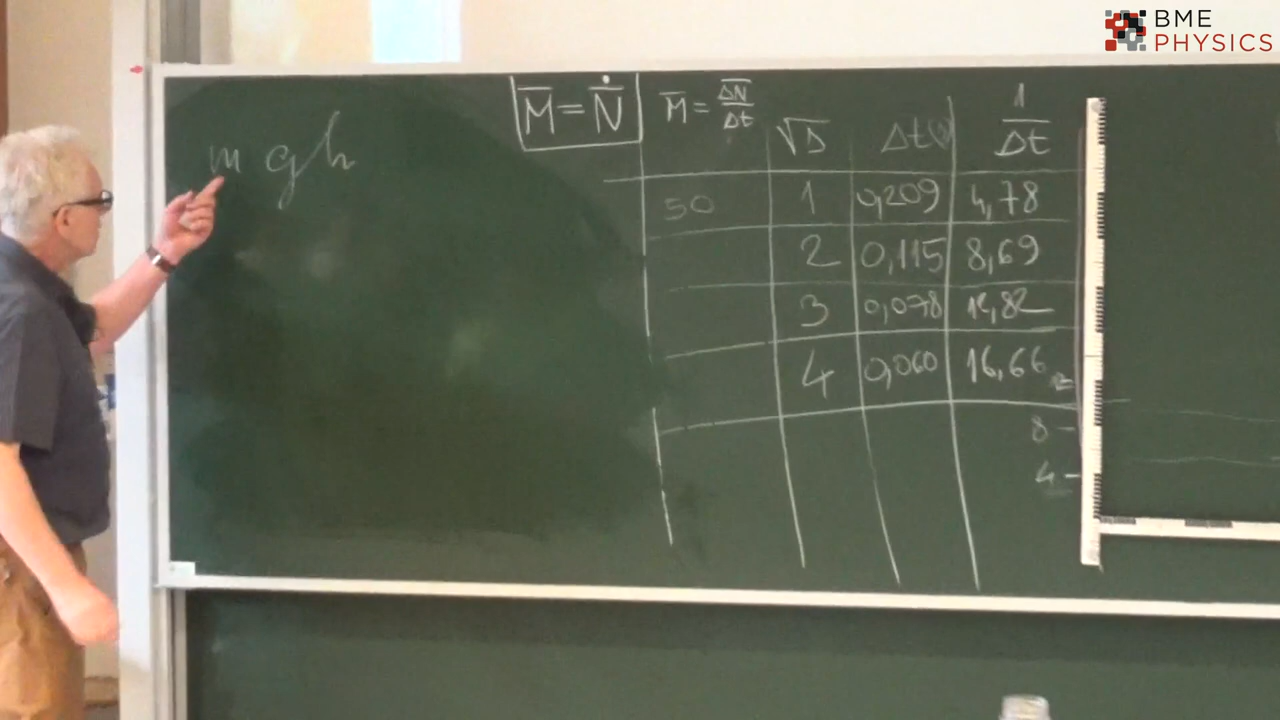 BME
PHYSICS
m g h
M̅ = Ṅ̅
M̅ = ΔN̅/Δt
√D Δt(s) 1/Δt
50 1 0,209 4,78
2 0,115 8,69
3 0,078 12,82
4 0,060 16,66
12
8
4